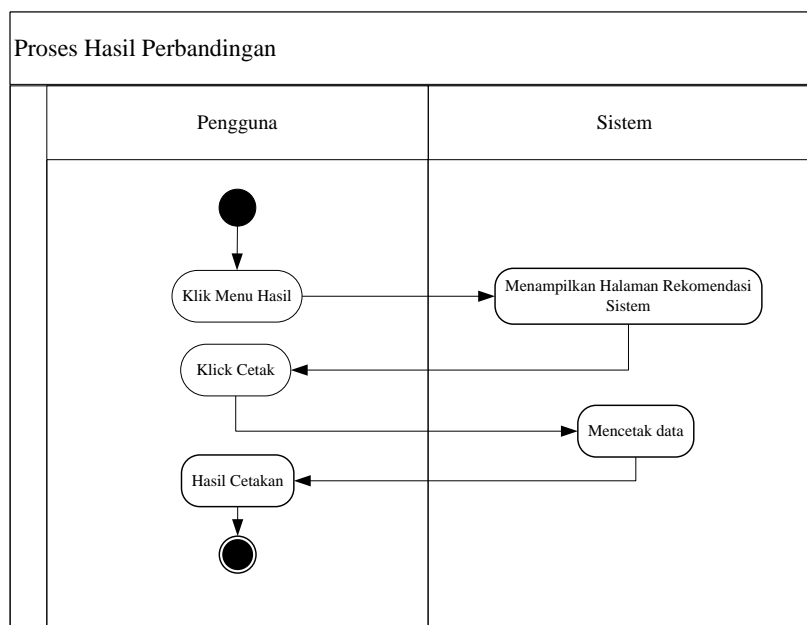 Proses Hasil Perbandingan
Pengguna
Sistem
Klik Menu Hasil
Menampilkan Halaman Rekomendasi
Sistem
Klick Cetak
Mencetak data
Hasil Cetakan